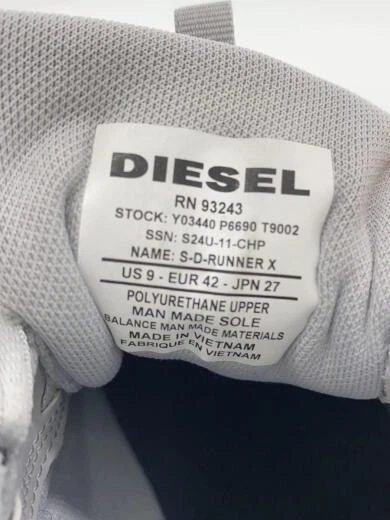 DIESEL
RN 93243
STOCK: Y03440 P6690 T9002
SSN: S24U-11-CHP
NAME: S-D-RUNNER X
US 9 - EUR 42 - JPN 27
POLYURETHANE UPPER
MAN MADE SOLE
BALANCE MAN MADE MATERIALS
MADE IN VIETNAM
FABRIQUE EN VIETNAM